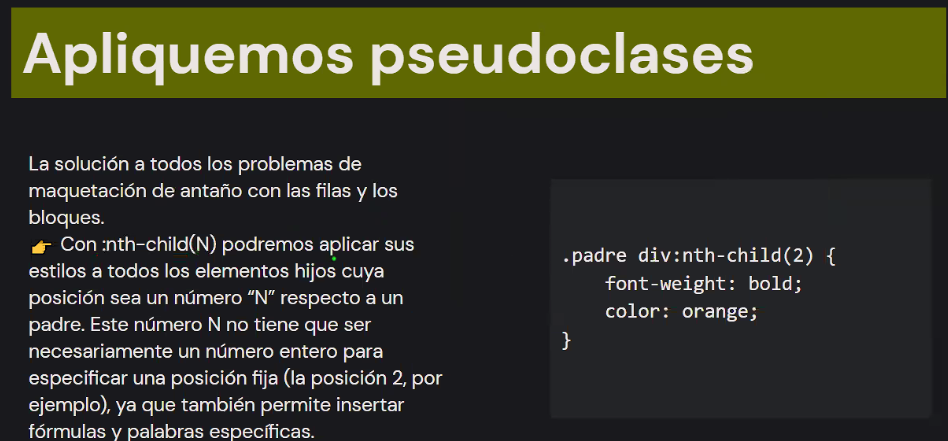 Apliquemos pseudoclases
La solución a todos los problemas de
maquetación de antaño con las filas y los
bloques.
👉 Con :nth-child(N) podremos aplicar sus
estilos a todos los elementos hijos cuya
posición sea un número “N” respecto a un
padre. Este número N no tiene que ser
necesariamente un número entero para
especificar una posición fija (la posición 2, por
ejemplo), ya que también permite insertar
fórmulas y palabras específicas.
.padre div:nth-child(2) {
    font-weight: bold;
    color: orange;
}